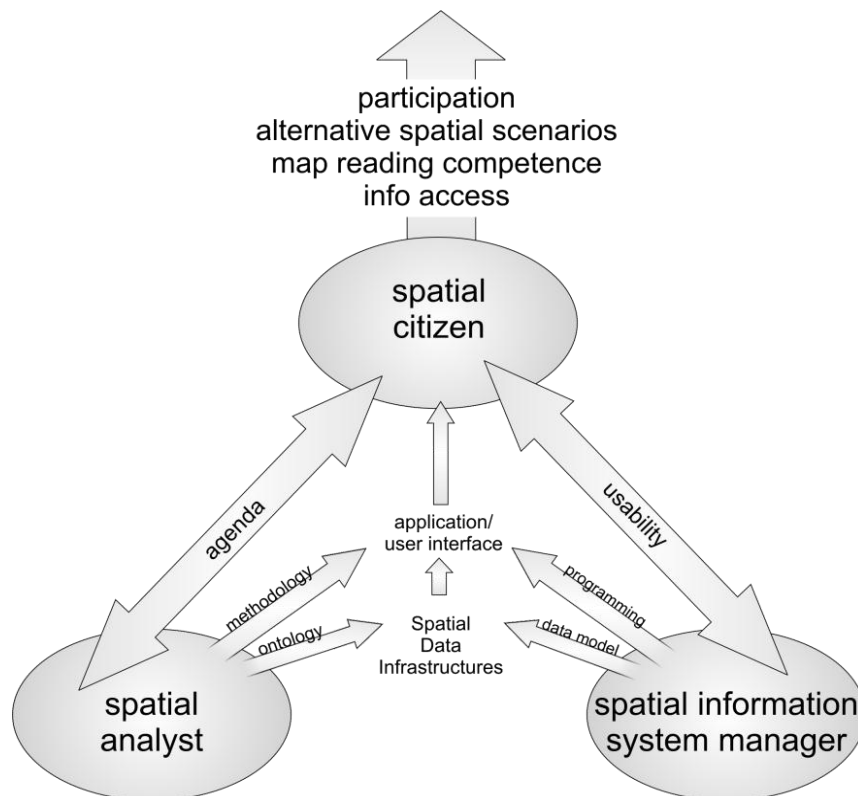 participation
alternative spatial scenarios
map reading competence
info access
spatial
citizen
agenda
usability
application/
user interface
methodology
programming
ontology
Spatial
Data
Infrastructures
data model
spatial
analyst
spatial information
system manager